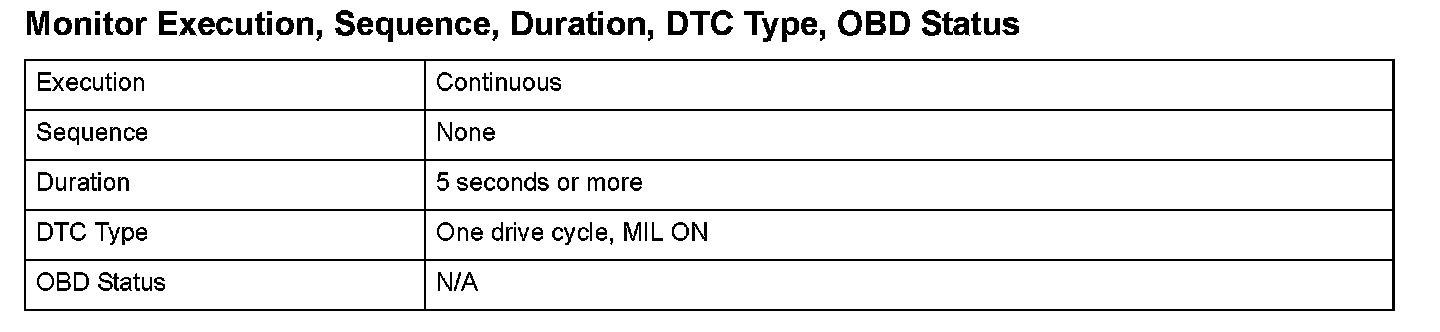 Monitor Execution, Sequence, Duration, DTC Type, OBD Status
Execution Continuous
Sequence None
Duration 5 seconds or more
DTC Type One drive cycle, MIL ON
OBD Status N/A